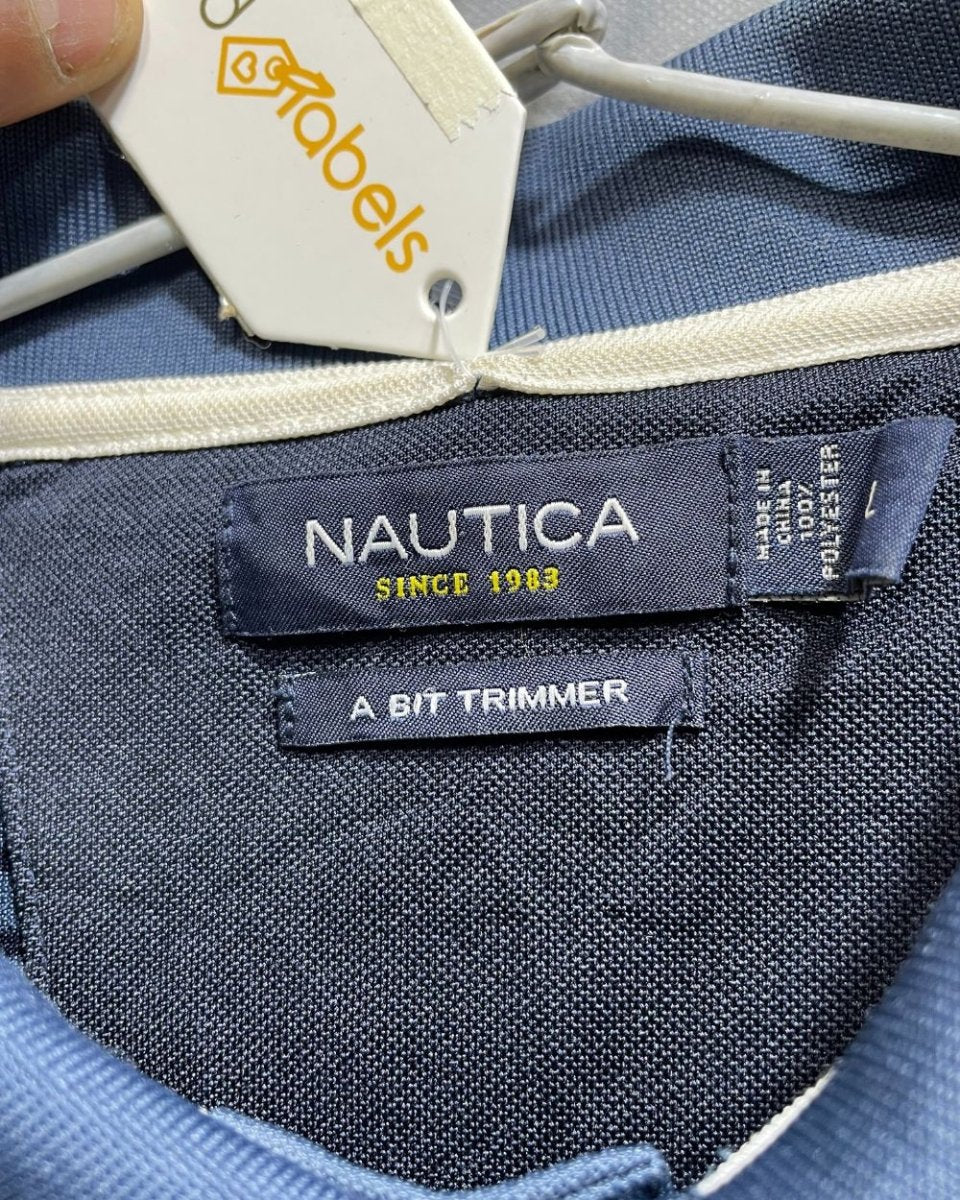 labels
NAUTICA
SINCE 1983
A BIT TRIMMER
MADE IN
CHINA
100%
POLYESTER